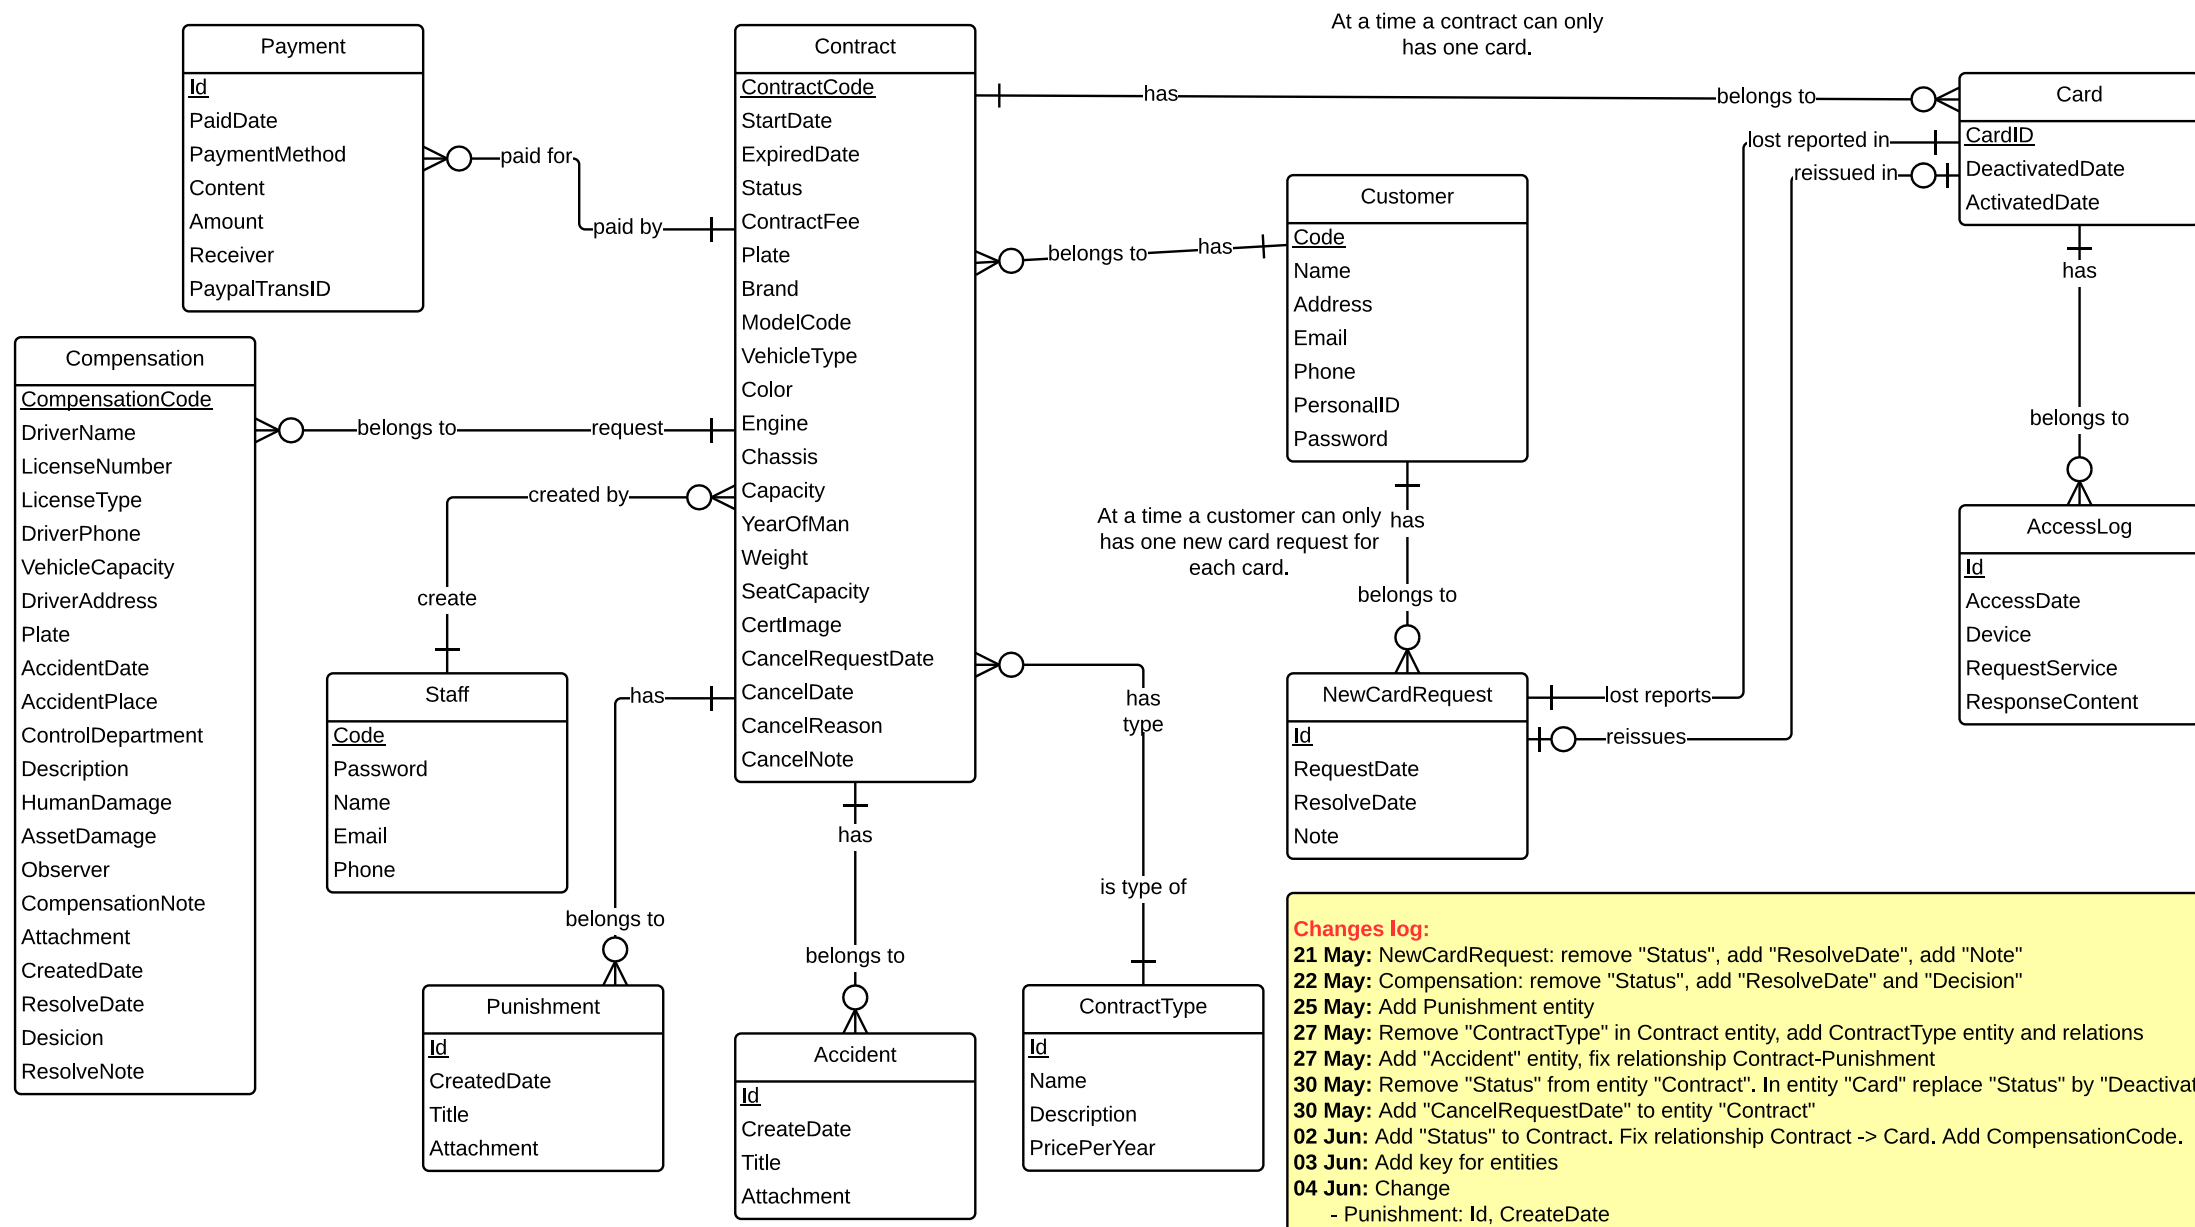 Payment
Id
PaidDate
PaymentMethod
Content
Amount
Receiver
PaypalTransID
paid for
paid by
Contract
ContractCode
StartDate
ExpiredDate
Status
ContractFee
Plate
Brand
ModelCode
VehicleType
Color
Engine
Chassis
Capacity
YearOfMan
Weight
SeatCapacity
CertImage
CancelRequestDate
CancelDate
CancelReason
CancelNote
At a time a contract can only
has one card.
has
belongs to
Card
CardID
DeactivatedDate
ActivatedDate
lost reported in
reissued in
Customer
Code
Name
Address
Email
Phone
PersonalID
Password
belongs to
has
has
belongs to
Compensation
CompensationCode
DriverName
LicenseNumber
LicenseType
DriverPhone
VehicleCapacity
DriverAddress
Plate
AccidentDate
AccidentPlace
ControlDepartment
Description
HumanDamage
AssetDamage
Observer
CompensationNote
Attachment
CreatedDate
ResolveDate
Desicion
ResolveNote
belongs to
request
created by
create
Staff
Code
Password
Name
Email
Phone
At a time a customer can only
has one new card request for
each card.
has
belongs to
NewCardRequest
Id
RequestDate
ResolveDate
Note
lost reports
reissues
AccessLog
Id
AccessDate
Device
RequestService
ResponseContent
has
belongs to
Punishment
Id
CreatedDate
Title
Attachment
has
belongs to
Accident
Id
CreateDate
Title
Attachment
has
type
is type of
ContractType
Id
Name
Description
PricePerYear
Changes log:
21 May: NewCardRequest: remove "Status", add "ResolveDate", add "Note"
22 May: Compensation: remove "Status", add "ResolveDate" and "Decision"
25 May: Add Punishment entity
27 May: Remove "ContractType" in Contract entity, add ContractType entity and relations
27 May: Add "Accident" entity, fix relationship Contract-Punishment
30 May: Remove "Status" from entity "Contract". In entity "Card" replace "Status" by "Deactivat
30 May: Add "CancelRequestDate" to entity "Contract"
02 Jun: Add "Status" to Contract. Fix relationship Contract -> Card. Add CompensationCode.
03 Jun: Add key for entities
04 Jun: Change
- Punishment: Id, CreateDate